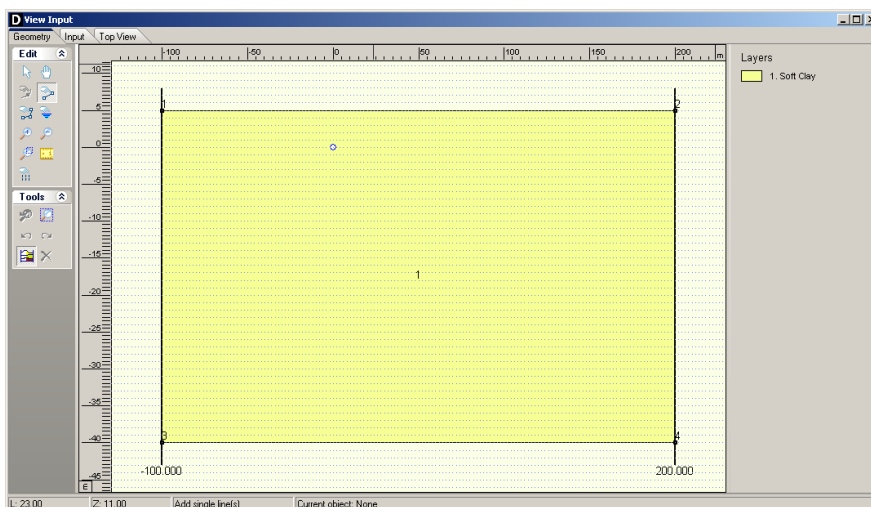 D View Input
Geometry Input Top View
Edit
Tools
-100 -50 0 50 100 150 200 m
10
5
0
-5
-10
-15
-20
-25
-30
-35
-40
-45
E
1 2
1
3 4
-100.000 200.000
Layers
1. Soft Clay
L: 23.00 Z: 11.00 Add single line(s) Current object: None